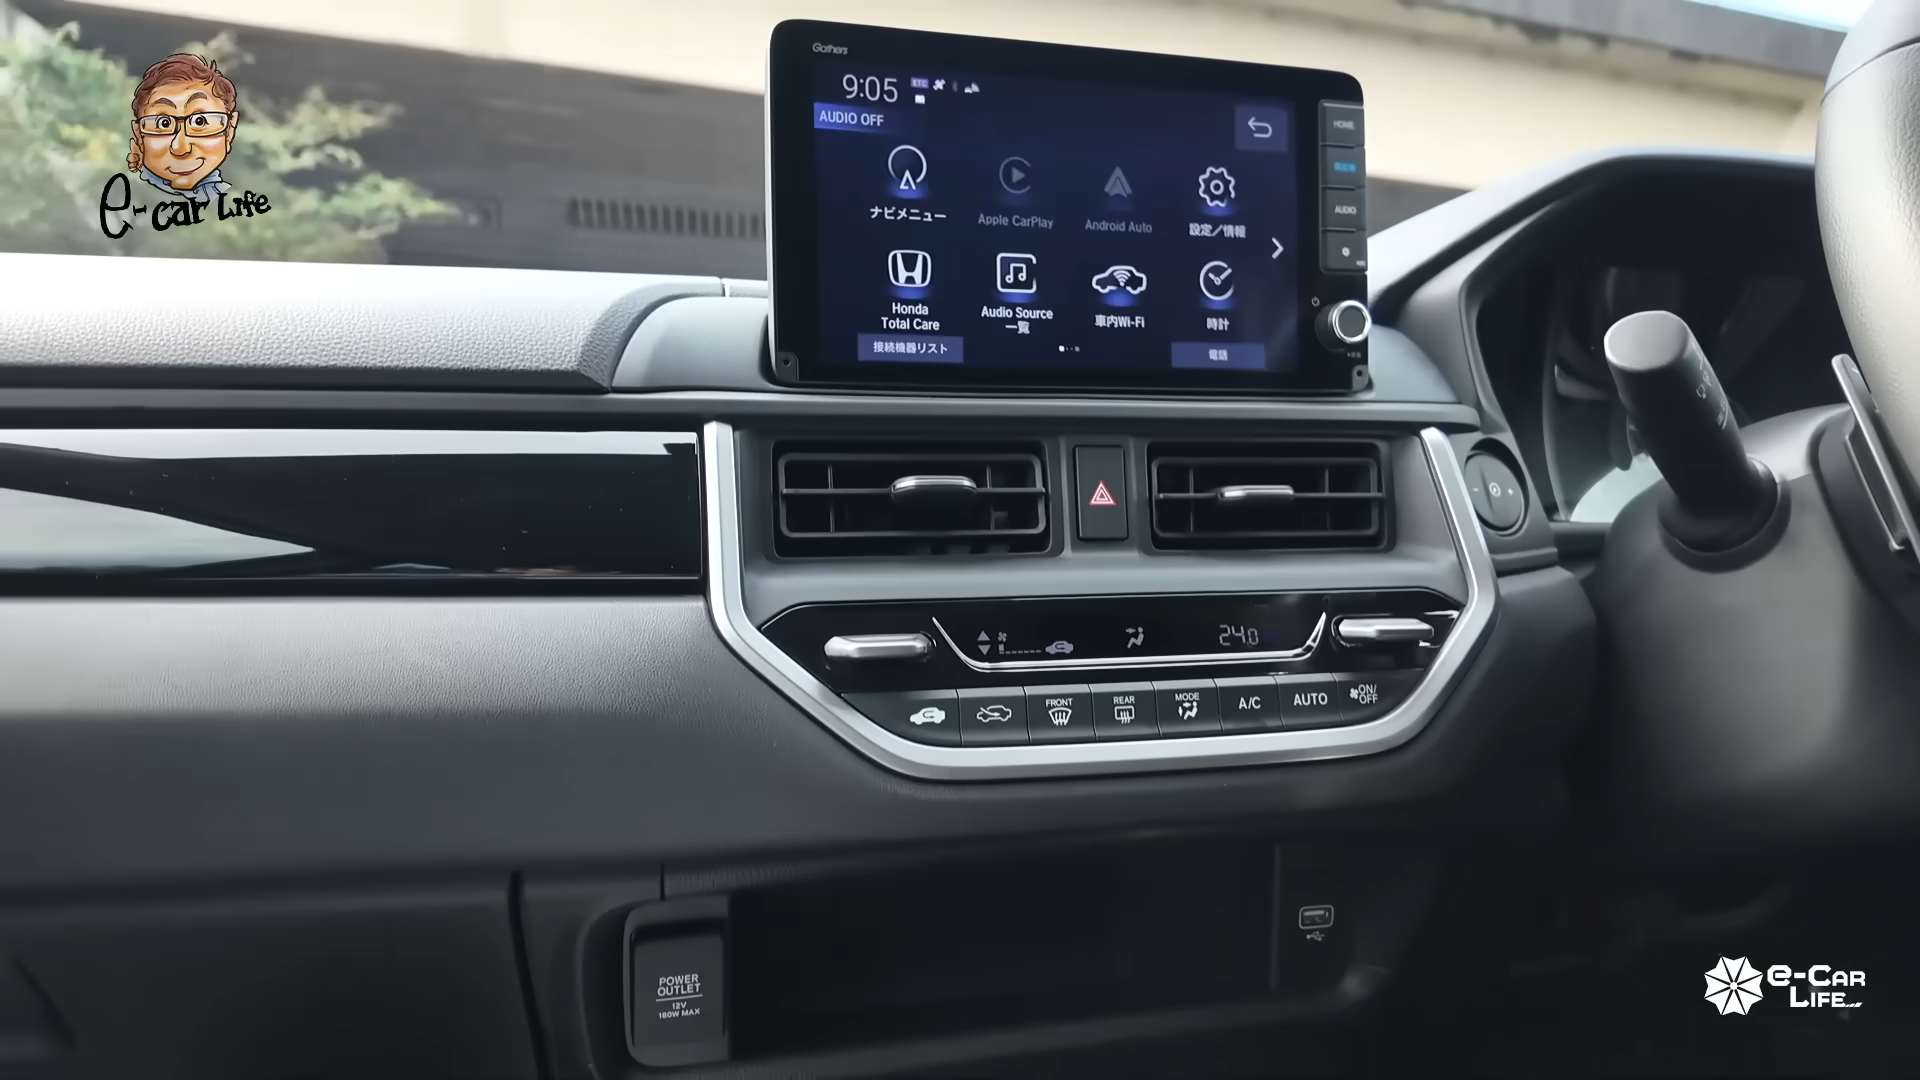 e-car Life
Gathers
9:05
ETC
AUDIO OFF
ナビメニュー
Apple CarPlay
Android Auto
設定／情報
Honda
Total Care
Audio Source
一覧
車内Wi-Fi
時計
接続機器リスト
電話
HOME
AUDIO
24.0
FRONT
REAR
MODE
A/C
AUTO
ON/
OFF
POWER
OUTLET
12V
180W MAX
e-CAR
LIFE...